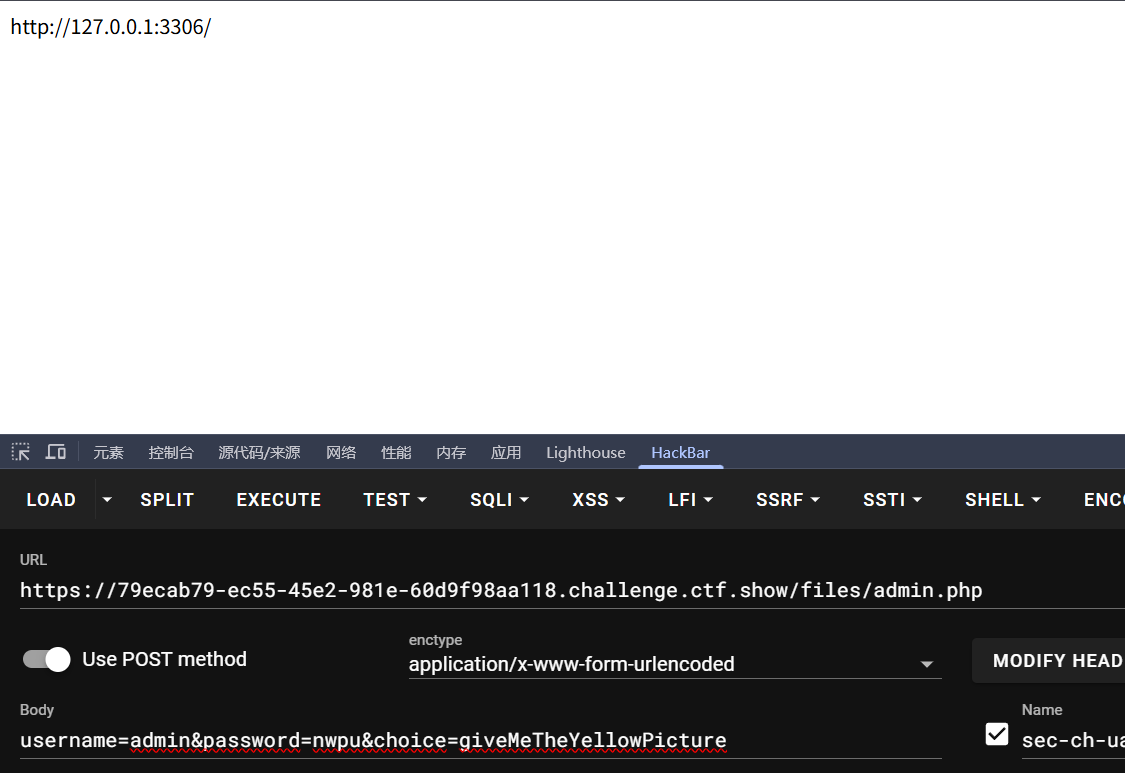 http://127.0.0.1:3306/
元素 控制台 源代码/来源 网络 性能 内存 应用 Lighthouse HackBar
LOAD SPLIT EXECUTE TEST SQLI XSS LFI SSRF SSTI SHELL ENCO
URL
https://79ecab79-ec55-45e2-981e-60d9f98aa118.challenge.ctf.show/files/admin.php
enctype
Use POST method application/x-www-form-urlencoded MODIFY HEAD
Body Name
username=admin&password=nwpu&choice=giveMeTheYellowPicture sec-ch-ua